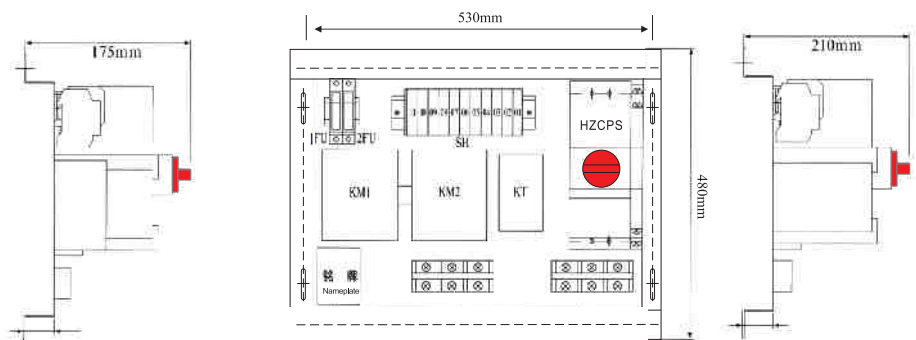 530mm
175mm
210mm
HZCPS
1FU
2FU
SH
KM1
KM2
KT
480mm
铭 牌
Nameplate